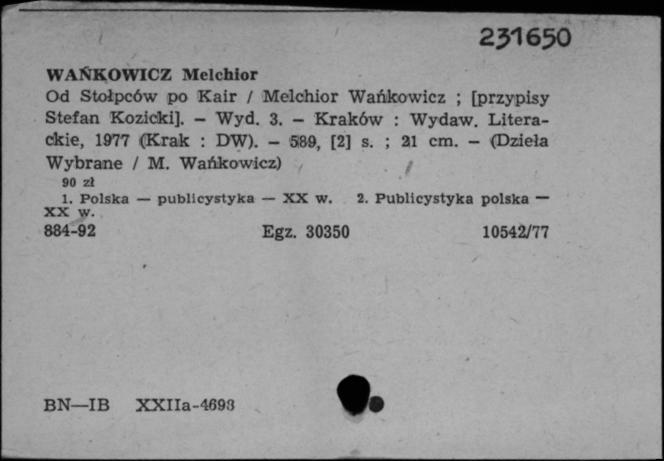 231650
WAŃKOWICZ Melchior
Od Stołpców po Kair / Melchior Wańkowicz ; [przypisy
Stefan Kozicki]. — Wyd. 3. — Kraków : Wydaw. Litera-
ckie, 1977 (Krak : DW). — 589, [2] s. ; 21 cm. — (Dzieła
Wybrane / M. Wańkowicz)
90 zł
1. Polska — publicystyka — XX w. 2. Publicystyka polska —
XX w.
884-92 Egz. 30350 10542/77
BN—IB XXIIa-4693